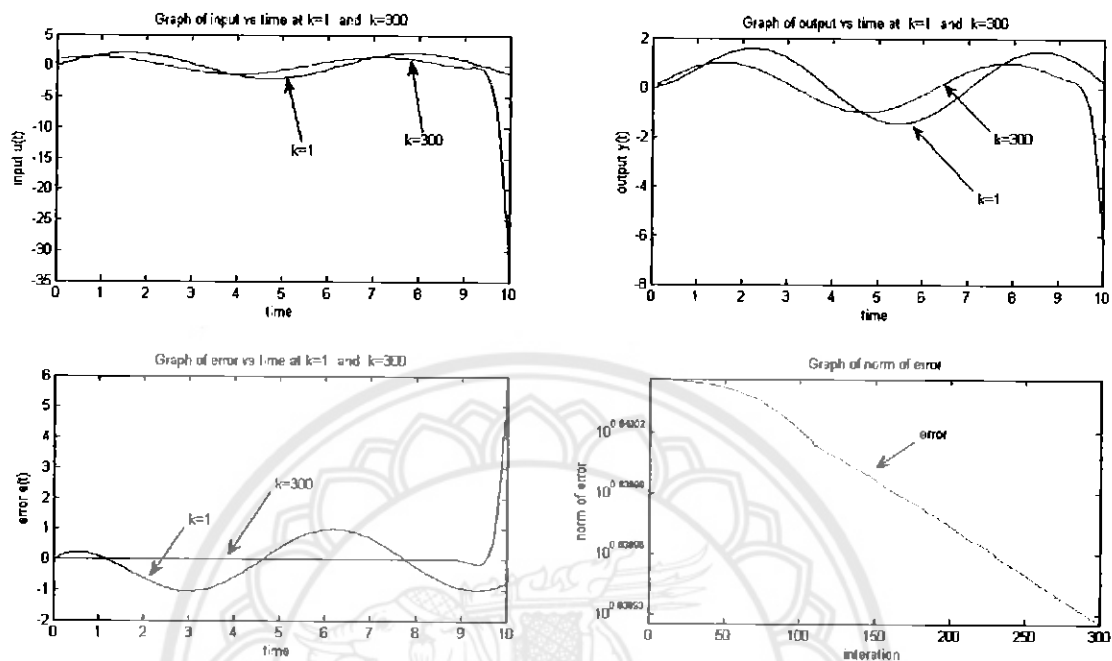 Graph of input vs time at k=1 and k=300
input u(t)
5
0
-5
-10
-15
-20
-25
-30
-35
k=1
k=300
0 1 2 3 4 5 6 7 8 9 10
time
Graph of output vs time at k=1 and k=300
output y(t)
2
0
-2
-4
-6
-8
k=300
k=1
0 1 2 3 4 5 6 7 8 9 10
time
Graph of error vs time at k=1 and k=300
error e(t)
6
5
4
3
2
1
0
-1
-2
k=300
k=1
0 1 2 3 4 5 6 7 8 9 10
time
Graph of norm of error
norm of error
error
0 50 100 150 200 250 300
interation